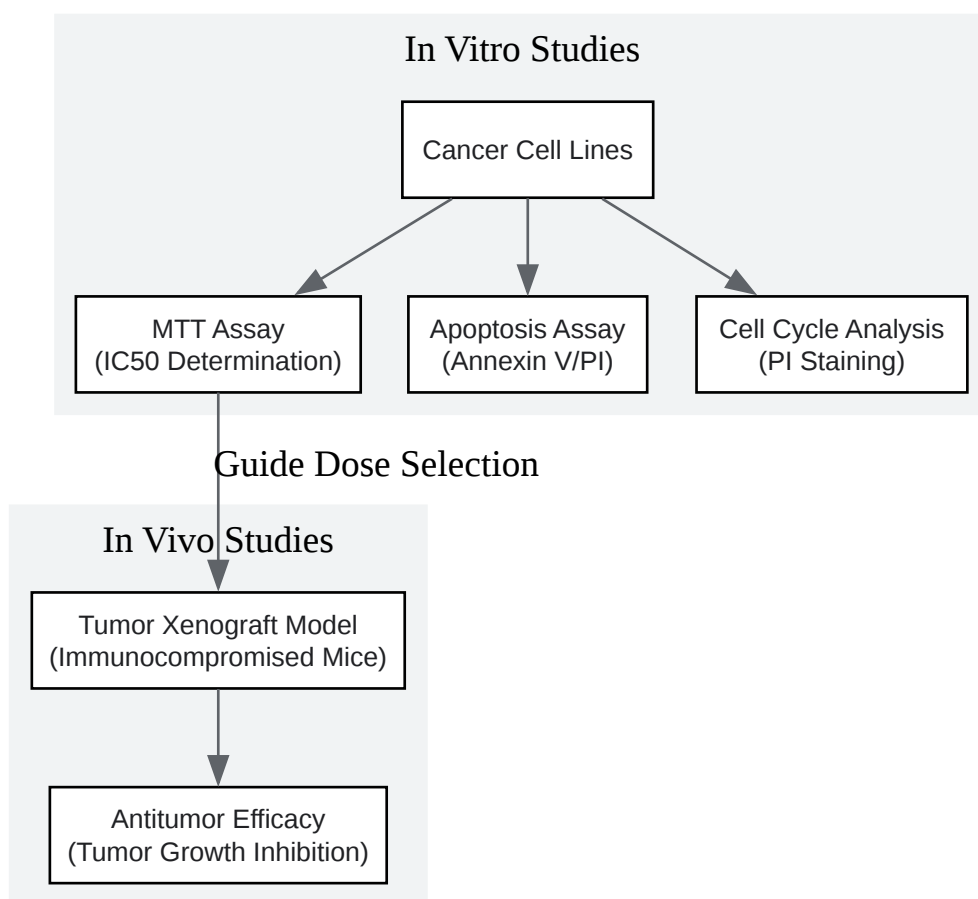 In Vitro Studies
Cancer Cell Lines
MTT Assay
(IC50 Determination)
Apoptosis Assay
(Annexin V/PI)
Cell Cycle Analysis
(PI Staining)
Guide Dose Selection
In Vivo Studies
Tumor Xenograft Model
(Immunocompromised Mice)
Antitumor Efficacy
(Tumor Growth Inhibition)